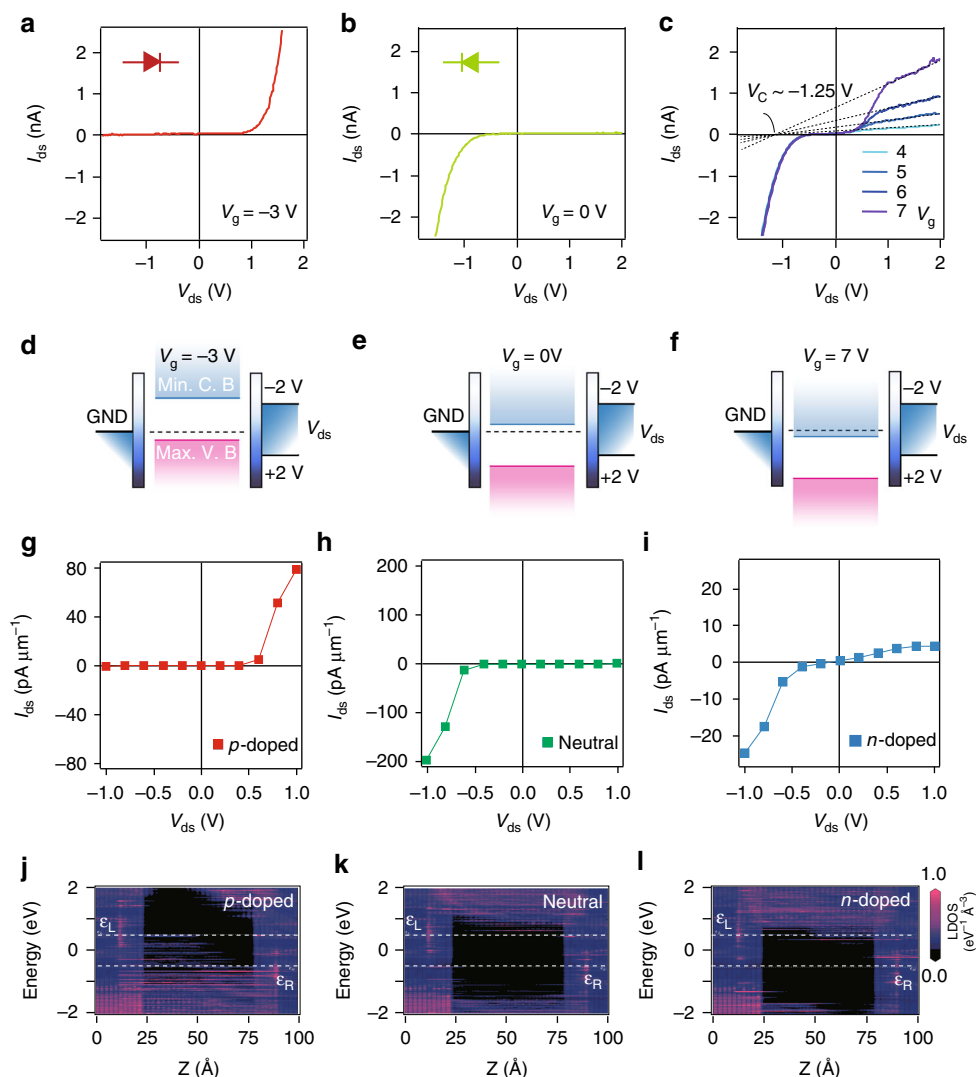 a
2
1
0
−1
−2
I_ds (nA)
V_g = −3 V
−1 0 1 2
V_ds (V)
b
2
1
0
−1
−2
I_ds (nA)
V_g = 0 V
−1 0 1 2
V_ds (V)
c
2
1
0
−1
−2
I_ds (nA)
V_C ~ −1.25 V
4
5
6
7
V_g
−1 0 1 2
V_ds (V)
d
V_g = −3 V
Min. C. B
GND
Max. V. B
−2 V
V_ds
+2 V
e
V_g = 0V
GND
−2 V
V_ds
+2 V
f
V_g = 7 V
GND
−2 V
V_ds
+2 V
g
80
40
0
−40
−80
I_ds (pA μm⁻¹)
p-doped
−1.0 −0.5 0.0 0.5 1.0
V_ds (V)
h
200
100
0
−100
−200
I_ds (pA μm⁻¹)
Neutral
−1.0 −0.5 0.0 0.5 1.0
V_ds (V)
i
20
10
0
−10
−20
I_ds (pA μm⁻¹)
n-doped
−1.0 −0.5 0.0 0.5 1.0
V_ds (V)
j
2
0
−2
Energy (eV)
p-doped
ε_L
ε_R
0 25 50 75 100
Z (Å)
k
2
0
−2
Energy (eV)
Neutral
ε_L
ε_R
0 25 50 75 100
Z (Å)
l
2
0
−2
Energy (eV)
n-doped
ε_L
ε_R
0 25 50 75 100
Z (Å)
1.0
0.0
LDOS
(eV⁻¹ Å⁻³)